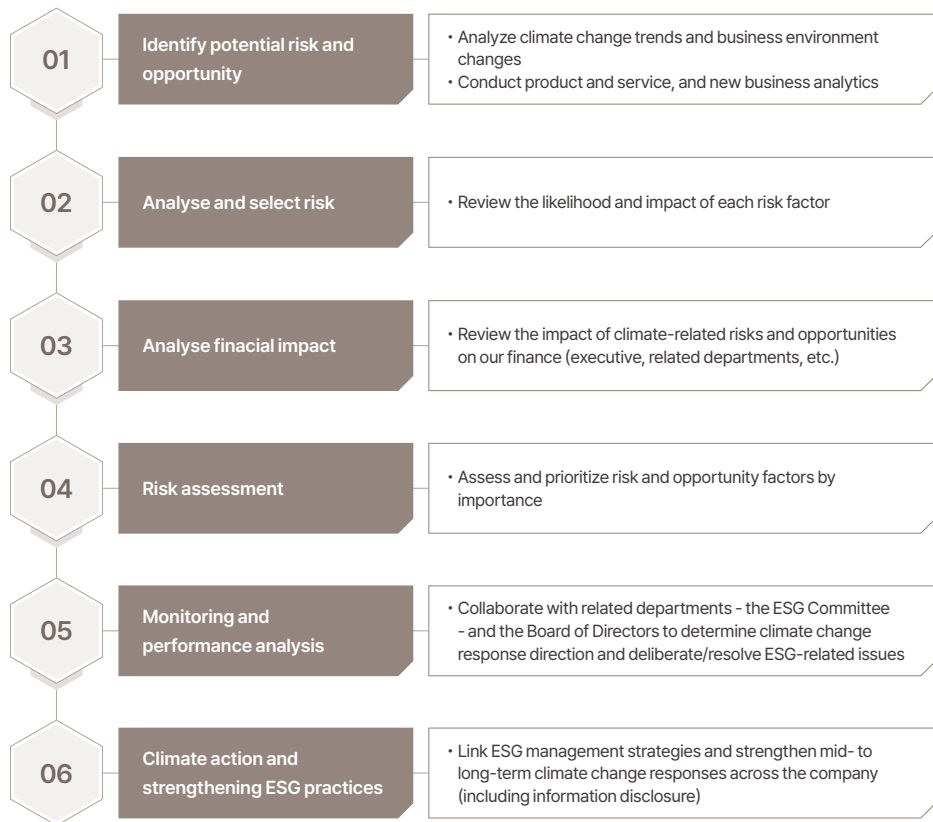 01
Identify potential risk and
opportunity
• Analyze climate change trends and business environment
changes
• Conduct product and service, and new business analytics
02
Analyse and select risk
• Review the likelihood and impact of each risk factor
03
Analyse finacial impact
• Review the impact of climate-related risks and opportunities
on our finance (executive, related departments, etc.)
04
Risk assessment
• Assess and prioritize risk and opportunity factors by
importance
05
Monitoring and
performance analysis
• Collaborate with related departments - the ESG Committee
- and the Board of Directors to determine climate change
response direction and deliberate/resolve ESG-related issues
06
Climate action and
strengthening ESG practices
• Link ESG management strategies and strengthen mid- to
long-term climate change responses across the company
(including information disclosure)